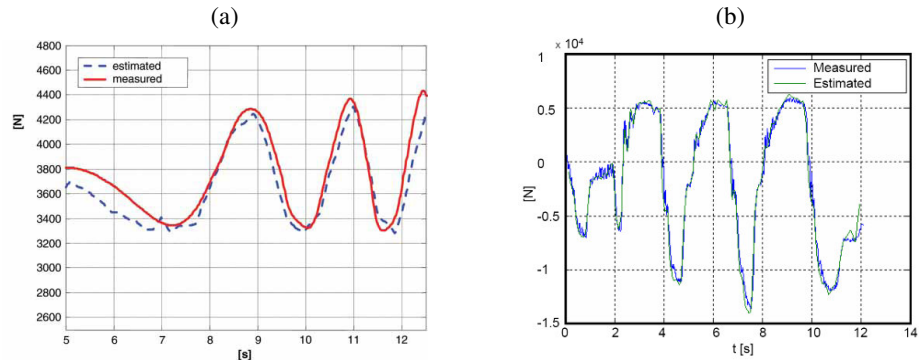 (a)
4800
4600
4400
4200
4000
3800
3600
3400
3200
3000
2800
2600
[N]
estimated
measured
5 6 7 8 9 10 11 12
[s]
(b)
x 10⁴
1
0.5
0
-0.5
-1
-1.5
[N]
Measured
Estimated
0 2 4 6 8 10 12 14
t [s]